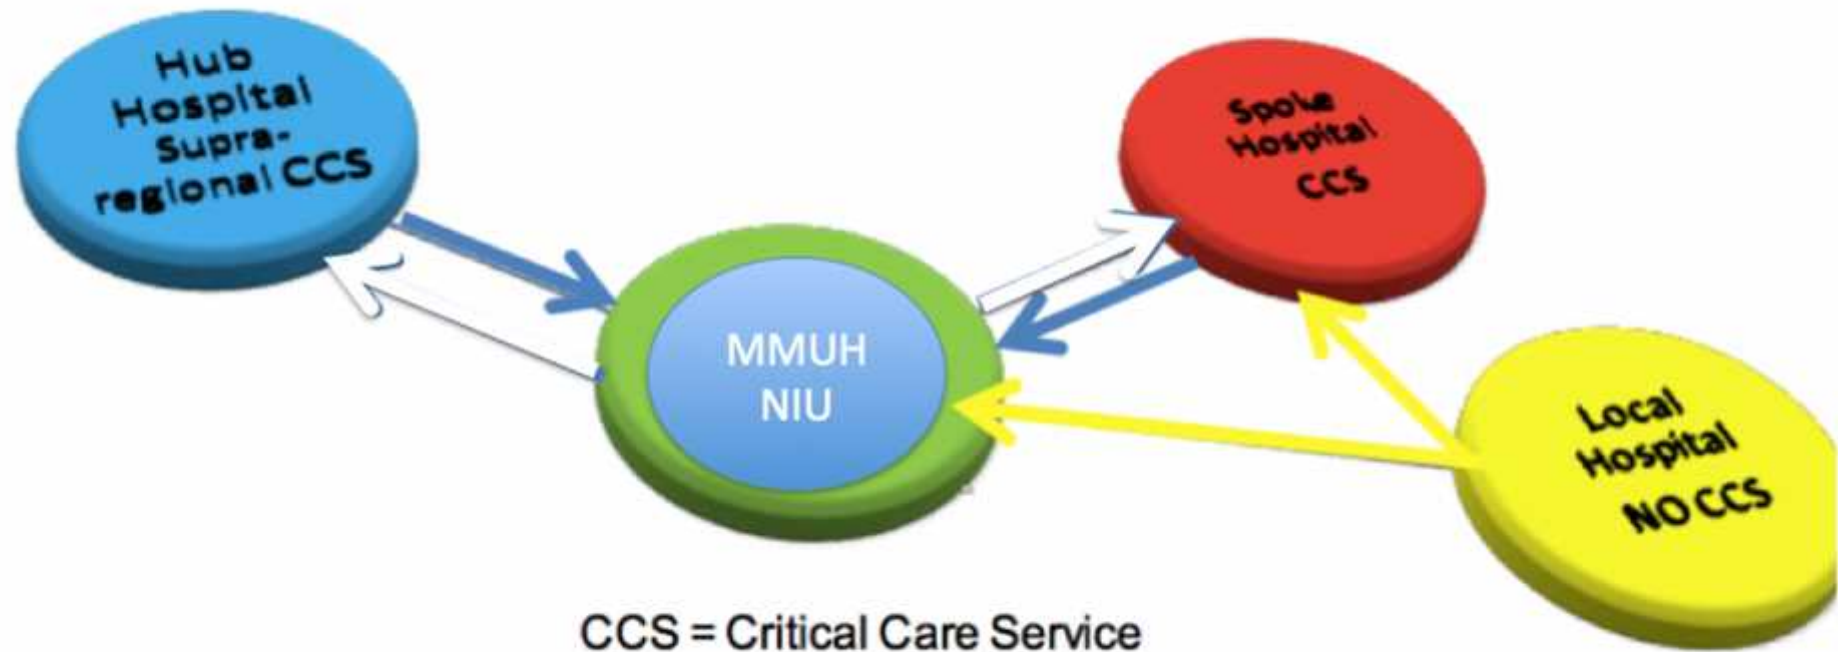 Hub
Hospital
Supra-
regional CCS
Spoke
Hospital
CCS
MMUH
NIU
Local
Hospital
NO CCS
CCS = Critical Care Service